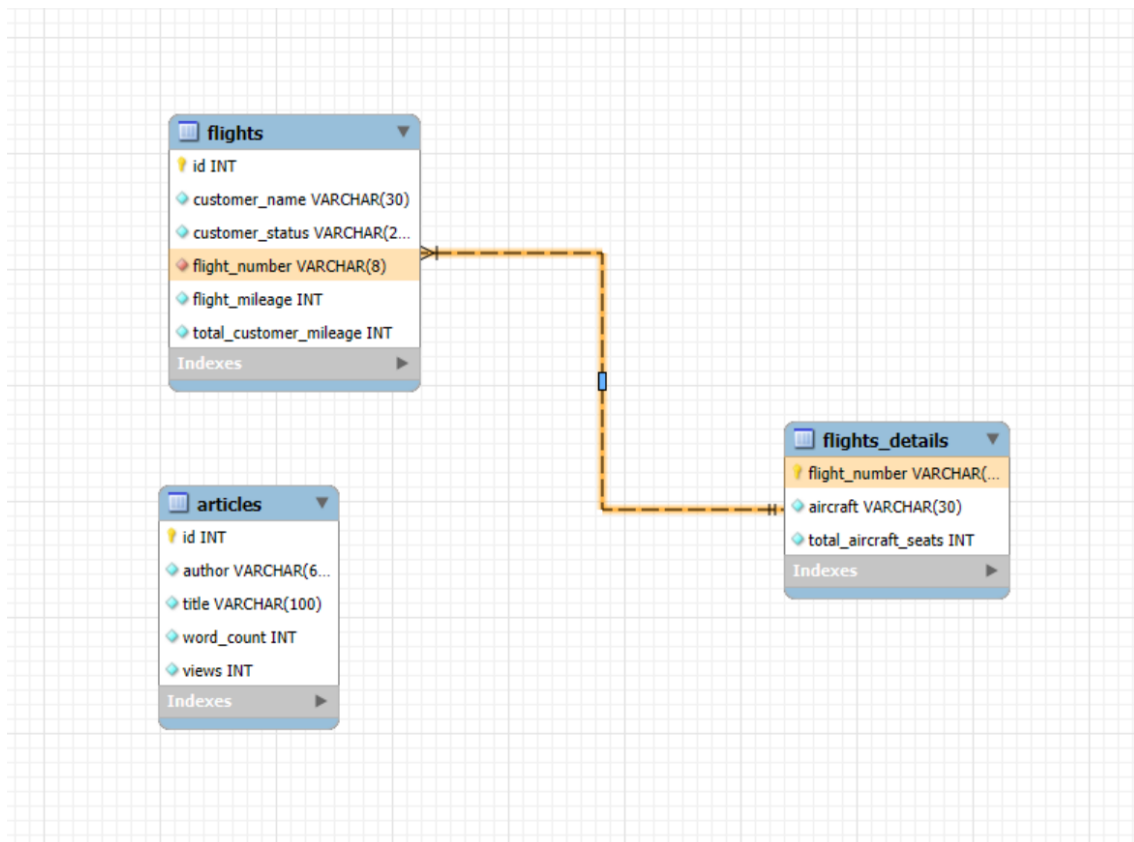 flights
id INT
customer_name VARCHAR(30)
customer_status VARCHAR(2...
flight_number VARCHAR(8)
flight_mileage INT
total_customer_mileage INT
Indexes
flights_details
flight_number VARCHAR(...
aircraft VARCHAR(30)
total_aircraft_seats INT
Indexes
articles
id INT
author VARCHAR(6...
title VARCHAR(100)
word_count INT
views INT
Indexes